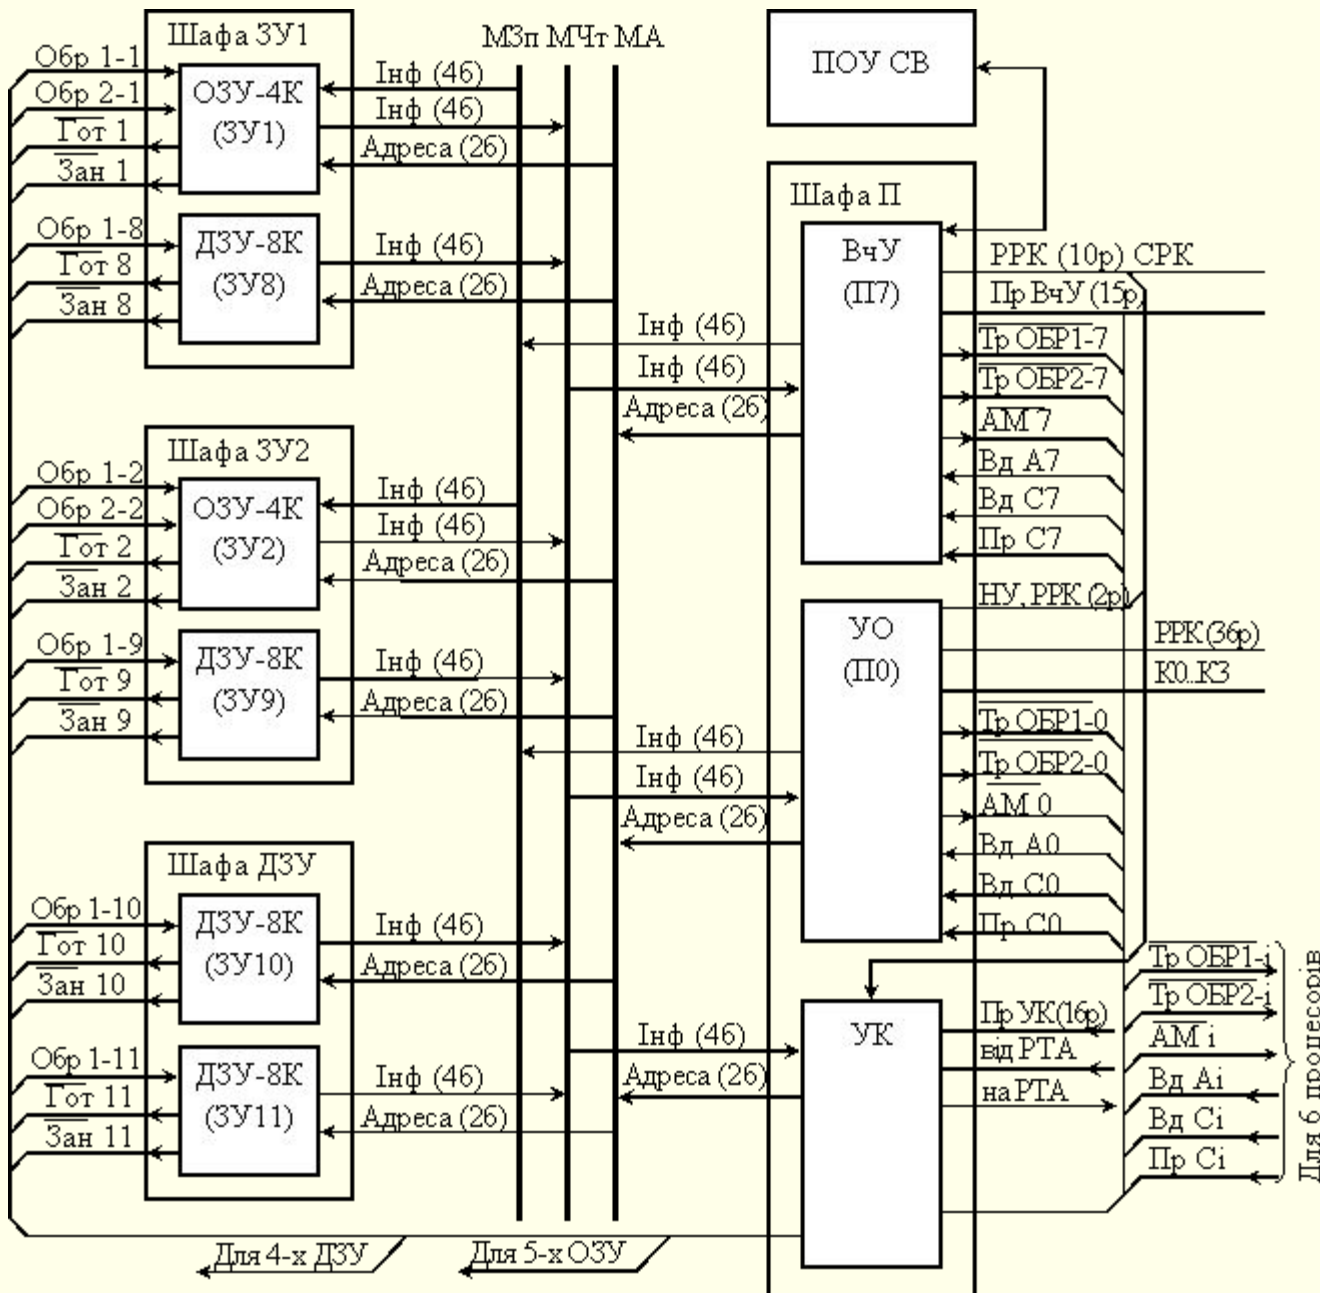 Шафа ЗУ1
Обр 1-1
Обр 2-1
Гот 1
Зан 1
ОЗУ-4К
(ЗУ1)
Обр 1-8
Гот 8
Зан 8
ДЗУ-8К
(ЗУ8)
Інф (46)
Інф (46)
Адреса (26)
Інф (46)
Адреса (26)
МЗп МЧт МА
Шафа ЗУ2
Обр 1-2
Обр 2-2
Гот 2
Зан 2
ОЗУ-4К
(ЗУ2)
Обр 1-9
Гот 9
Зан 9
ДЗУ-8К
(ЗУ9)
Інф (46)
Інф (46)
Адреса (26)
Інф (46)
Адреса (26)
Шафа ДЗУ
Обр 1-10
Гот 10
Зан 10
ДЗУ-8К
(ЗУ10)
Обр 1-11
Гот 11
Зан 11
ДЗУ-8К
(ЗУ11)
Інф (46)
Адреса (26)
Інф (46)
Адреса (26)
Для 4-х ДЗУ
Для 5-х ОЗУ
ПОУ СВ
Шафа П
ВчУ
(П7)
Інф (46)
Інф (46)
Адреса (26)
РРК (10р) СРК
Пр ВчУ (15р)
Тр ОБР1-7
Тр ОБР2-7
АМ 7
Вд А7
Вд С7
Пр С7
УО
(П0)
Інф (46)
Інф (46)
Адреса (26)
НУ, РРК (2р)
РРК (36р)
К0..К3
Тр ОБР1-0
Тр ОБР2-0
АМ 0
Вд А0
Вд С0
Пр С0
УК
Інф (46)
Адреса (26)
Пр УК (16р)
від РТА
на РТА
Тр ОБР1-і
Тр ОБР2-і
АМ і
Вд Аі
Вд Сі
Пр Сі
Для 6 процесорів